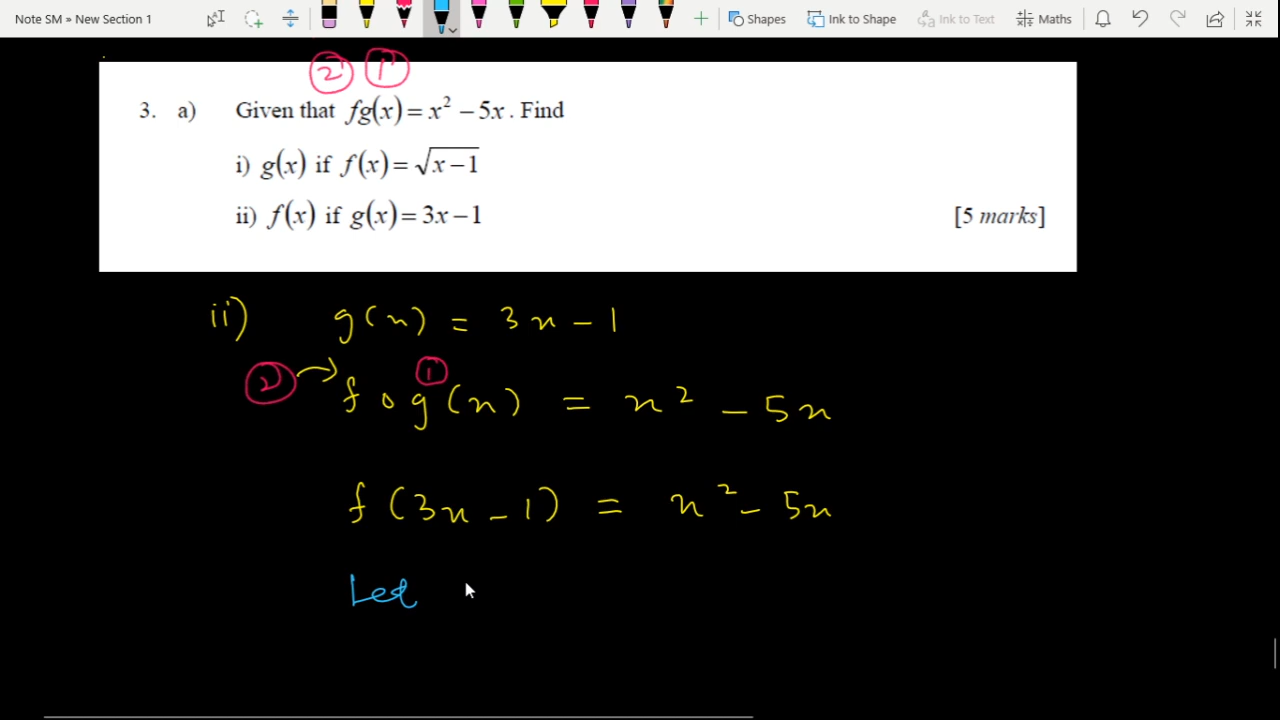 Note SM » New Section 1 Shapes Ink to Shape Ink to Text Maths
2 1
3. a) Given that fg(x) = x² − 5x. Find
i) g(x) if f(x) = √(x−1)
ii) f(x) if g(x) = 3x − 1 [5 marks]
ii) g(x) = 3x − 1
2 1
f o g(x) = x² − 5x
f(3x − 1) = x² − 5x
Let